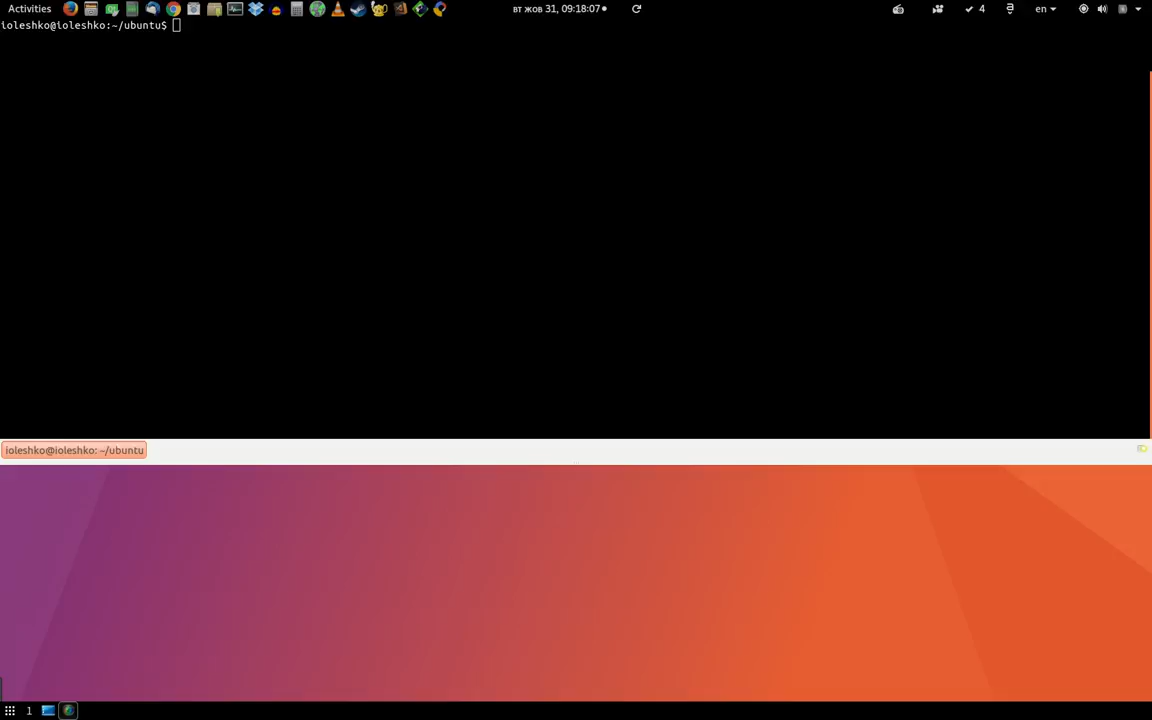 Activities вт жов 31, 09:18:07 4 en
ioleshko@ioleshko:~/ubuntu$
ioleshko@ioleshko: ~/ubuntu
1